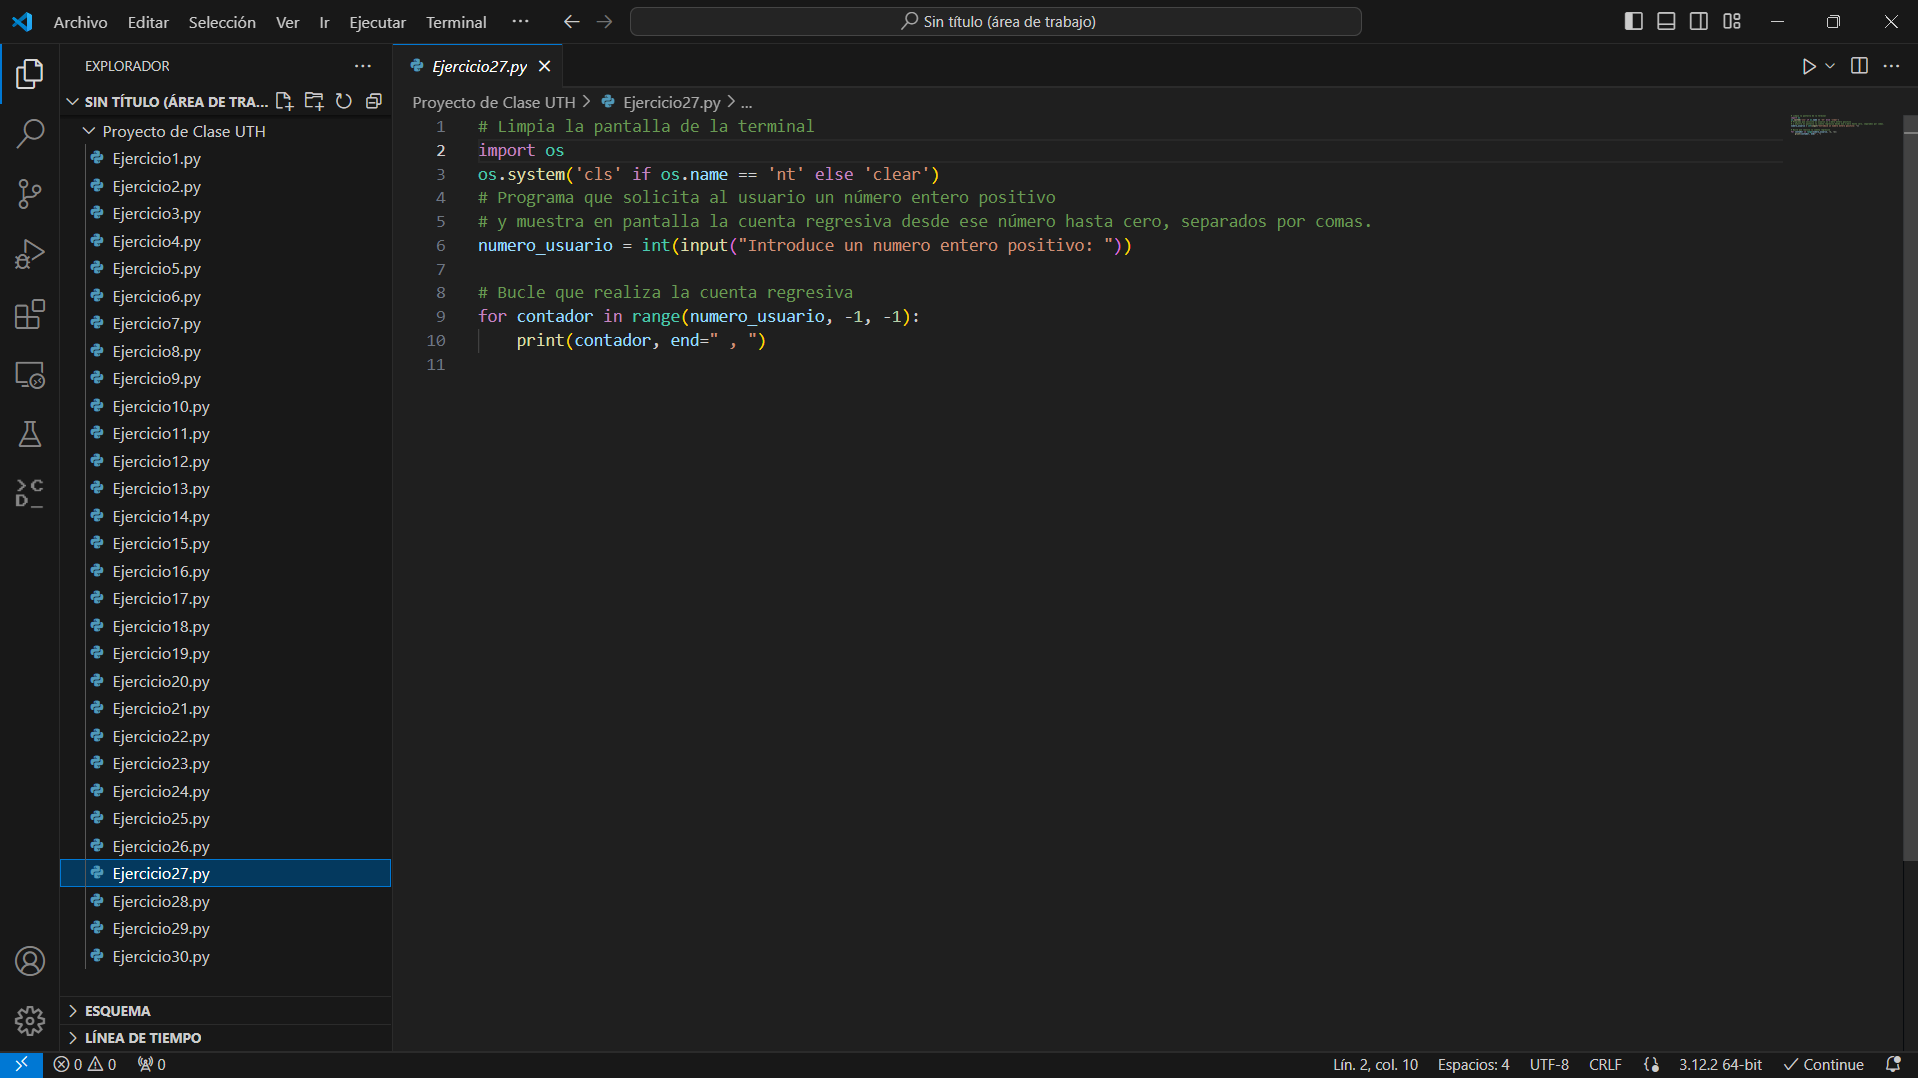 Archivo Editar Selección Ver Ir Ejecutar Terminal ···
Sin título (área de trabajo)
EXPLORADOR
SIN TÍTULO (ÁREA DE TRA...
Proyecto de Clase UTH
Ejercicio1.py
Ejercicio2.py
Ejercicio3.py
Ejercicio4.py
Ejercicio5.py
Ejercicio6.py
Ejercicio7.py
Ejercicio8.py
Ejercicio9.py
Ejercicio10.py
Ejercicio11.py
Ejercicio12.py
Ejercicio13.py
Ejercicio14.py
Ejercicio15.py
Ejercicio16.py
Ejercicio17.py
Ejercicio18.py
Ejercicio19.py
Ejercicio20.py
Ejercicio21.py
Ejercicio22.py
Ejercicio23.py
Ejercicio24.py
Ejercicio25.py
Ejercicio26.py
Ejercicio27.py
Ejercicio28.py
Ejercicio29.py
Ejercicio30.py
ESQUEMA
LÍNEA DE TIEMPO
Ejercicio27.py
Proyecto de Clase UTH > Ejercicio27.py > ...
1 # Limpia la pantalla de la terminal
2 import os
3 os.system('cls' if os.name == 'nt' else 'clear')
4 # Programa que solicita al usuario un número entero positivo
5 # y muestra en pantalla la cuenta regresiva desde ese número hasta cero, separados por comas.
6 numero_usuario = int(input("Introduce un numero entero positivo: "))
7
8 # Bucle que realiza la cuenta regresiva
9 for contador in range(numero_usuario, -1, -1):
10     print(contador, end=" , ")
11
0 0 0
Lín. 2, col. 10 Espacios: 4 UTF-8 CRLF 3.12.2 64-bit Continue